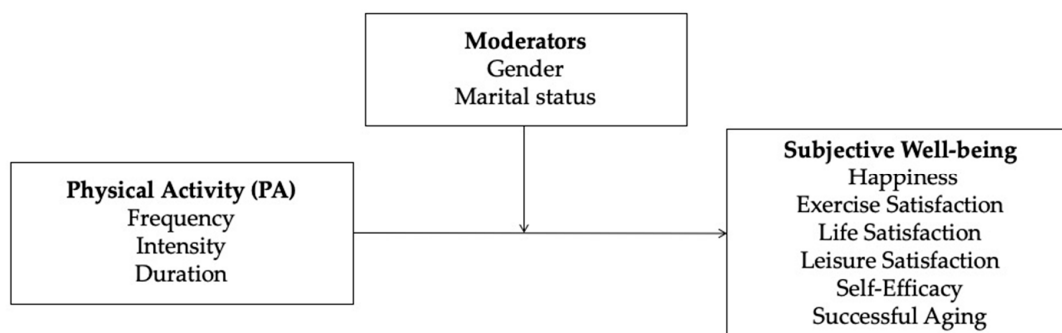 Moderators
Gender
Marital status
Physical Activity (PA)
Frequency
Intensity
Duration
Subjective Well-being
Happiness
Exercise Satisfaction
Life Satisfaction
Leisure Satisfaction
Self-Efficacy
Successful Aging